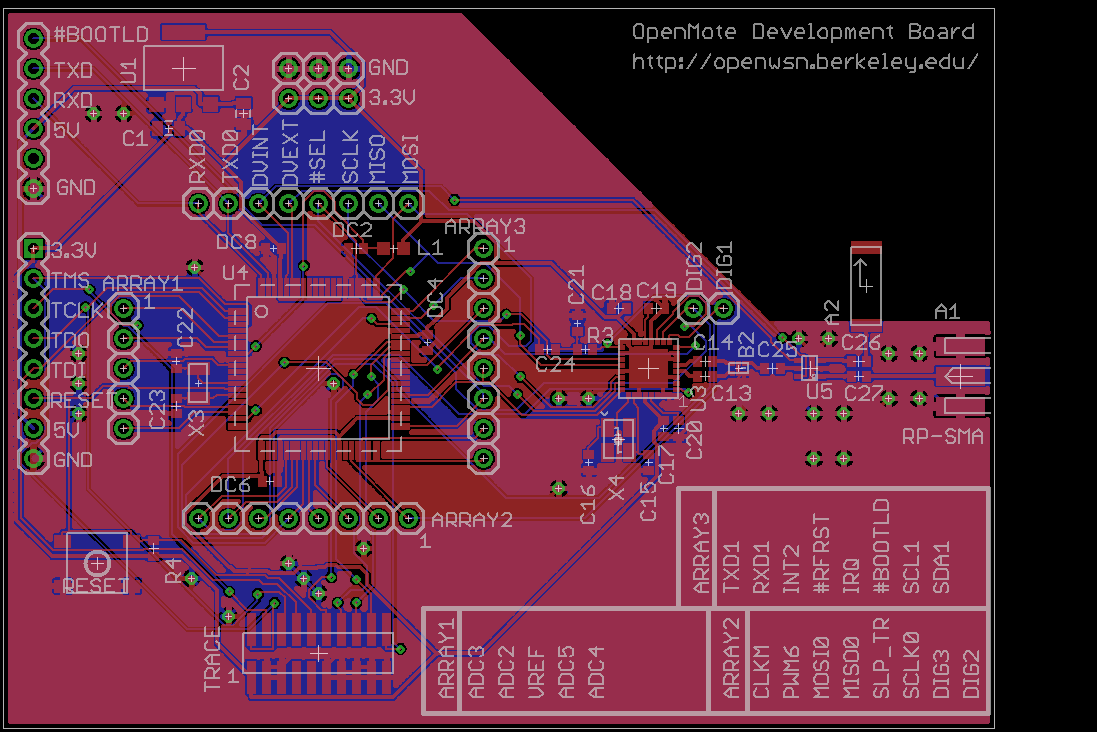 OpenMote Development Board
http://openwsn.berkeley.edu/
#BOOTLD
TXD
RXD
5V
GND
U1
C2
C1
GND
3.3V
RXD0
TXD0
DVINT
DVEXT
#SEL
SCLK
MISO
MOSI
3.3V
TMS
TCLK
TDO
TDI
RESET
5V
GND
ARRAY1
1
C22
C23
X3
DC8
U4
DC2
L1
DC4
ARRAY3
1
DC6
ARRAY2
1
C21
C18
C19
R3
C24
DIG2
DIG1
C14
B2
C25
C13
U3
1
C20
C17
C15
X4
C16
A2
A1
C26
C27
U5
RP-SMA
RESET
R4
TRACE
1
ARRAY3
TXD1
RXD1
INT2
#RFRST
IRQ
#BOOTLD
SCL1
SDA1
ARRAY1
ADC3
ADC2
VREF
ADC5
ADC4
ARRAY2
CLKM
PWM6
MOSI0
MISO0
SLP_TR
SCLK0
DIG3
DIG2